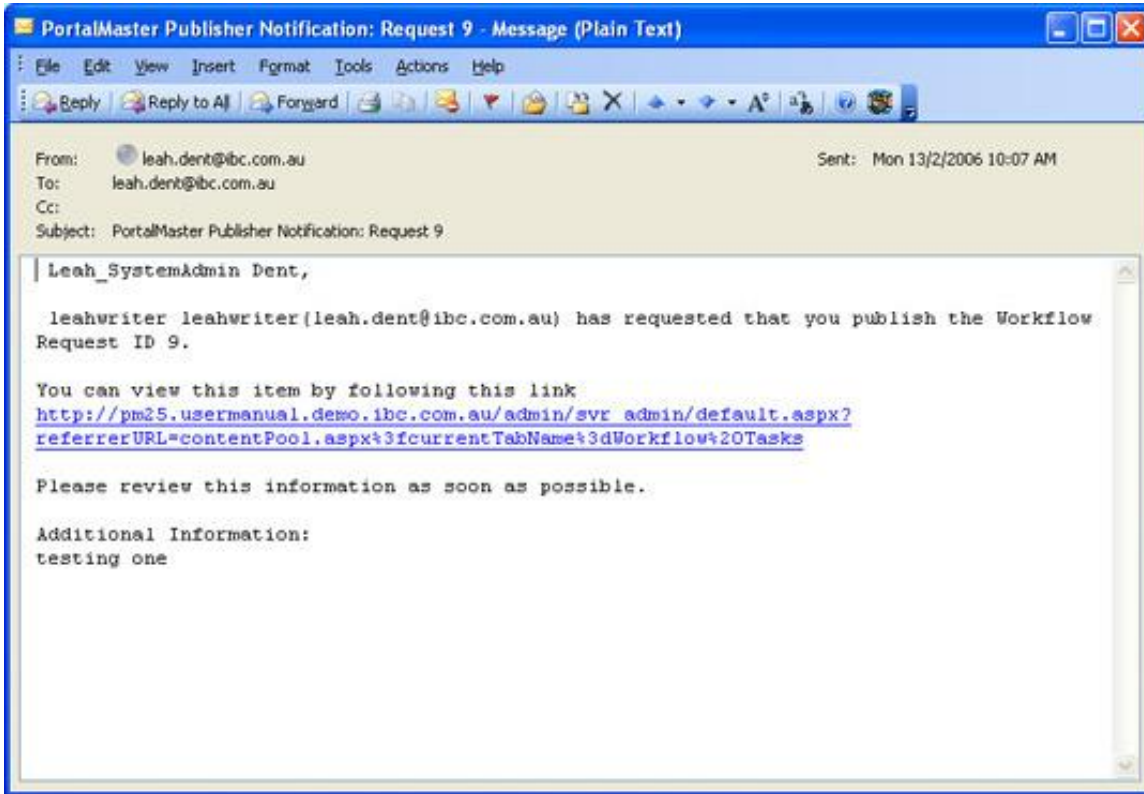 PortalMaster Publisher Notification: Request 9 - Message (Plain Text)
File Edit View Insert Format Tools Actions Help
Reply Reply to All Forward
From: leah.dent@ibc.com.au Sent: Mon 13/2/2006 10:07 AM
To: leah.dent@ibc.com.au
Cc:
Subject: PortalMaster Publisher Notification: Request 9
Leah_SystemAdmin Dent,
leahwriter leahwriter(leah.dent@ibc.com.au) has requested that you publish the Workflow
Request ID 9.
You can view this item by following this link
http://pm25.usermanual.demo.ibc.com.au/admin/svr_admin/default.aspx?
referrerURL=contentPool.aspx%3fcurrentTabName%3dWorkflow%20Tasks
Please review this information as soon as possible.
Additional Information:
testing one